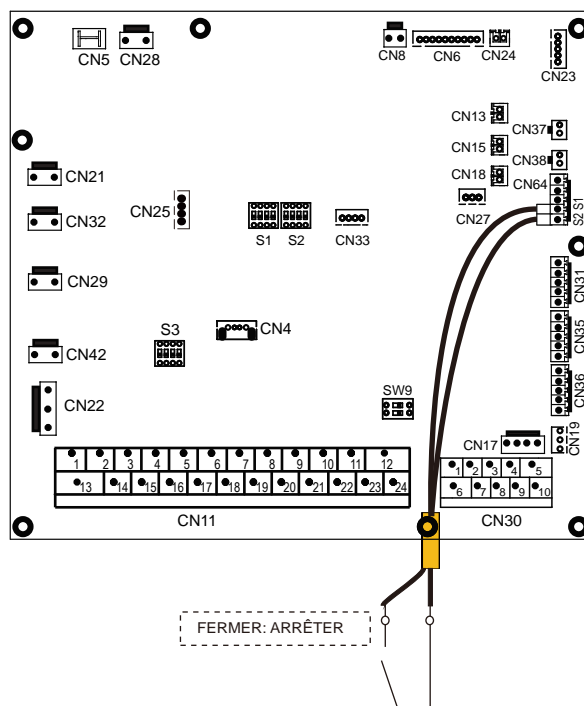 CN5
CN28
CN8
CN6
CN24
CN23
CN13
CN37
CN15
CN38
CN18
CN64
CN21
CN25
CN27
S2 S1
CN32
S1
S2
CN33
CN29
CN31
S3
CN4
CN35
CN42
CN36
CN22
SW9
CN17
CN19
1 2 3 4 5 6 7 8 9 10 11 12
13 14 15 16 17 18 19 20 21 22 23 24
1 2 3 4 5
6 7 8 9 10
CN11
CN30
FERMER: ARRÊTER